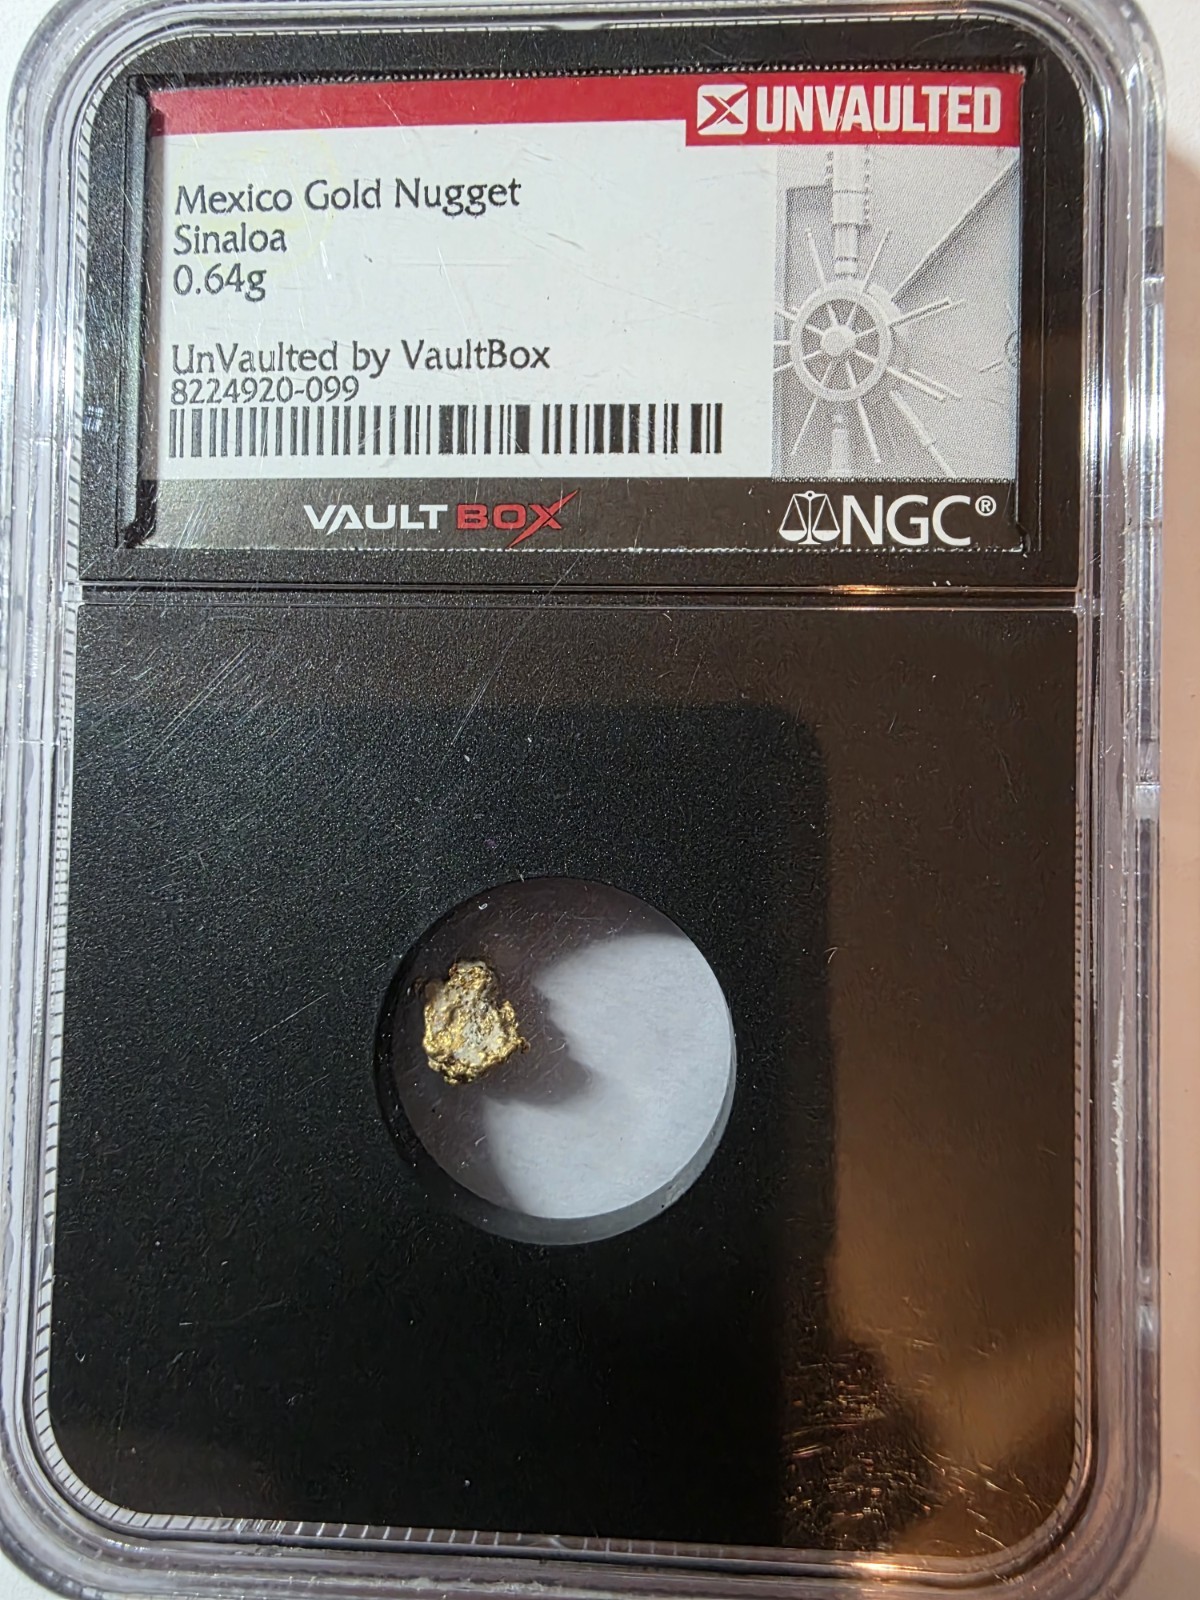 UNVAULTED
Mexico Gold Nugget
Sinaloa
0.64g
UnVaulted by VaultBox
8224920-099
VAULTBOX
NGC®